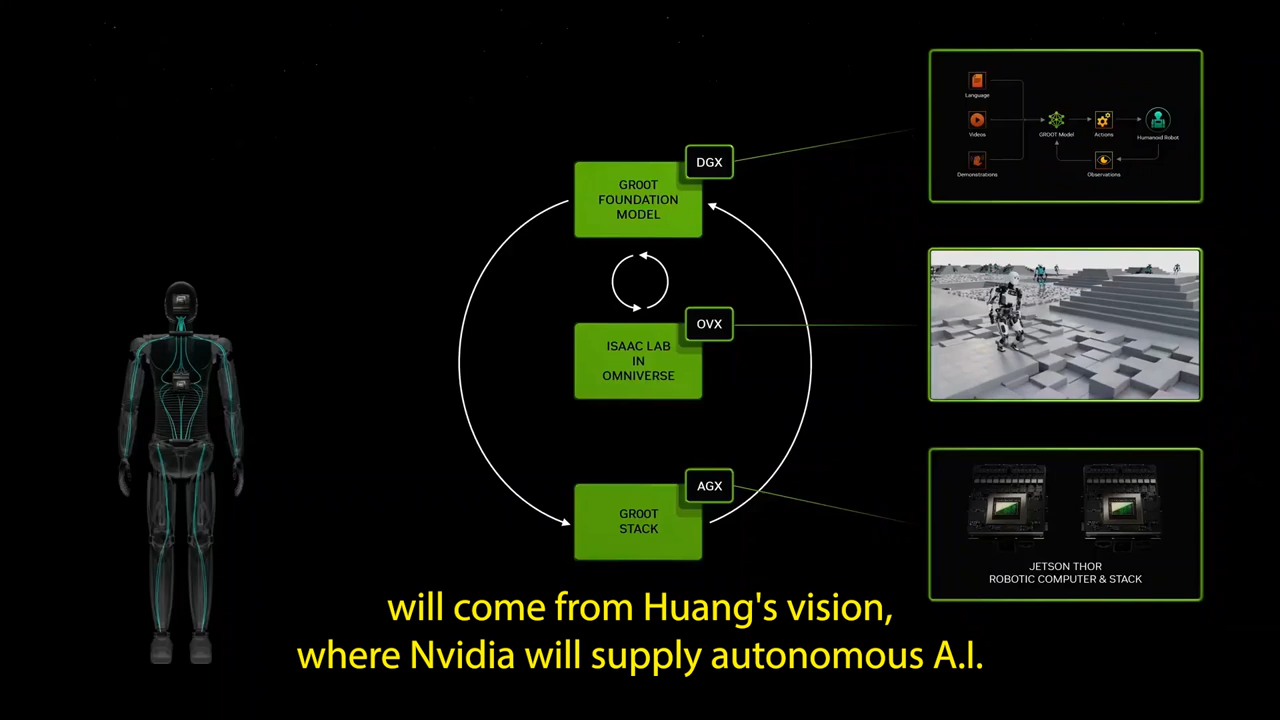 DGX
GR00T
FOUNDATION
MODEL
OVX
ISAAC LAB
IN
OMNIVERSE
AGX
GR00T
STACK
Language
Videos
GR00T Model
Actions
Humanoid Robot
Demonstrations
Observations
JETSON THOR
ROBOTIC COMPUTER & STACK
will come from Huang's vision,
where Nvidia will supply autonomous A.I.